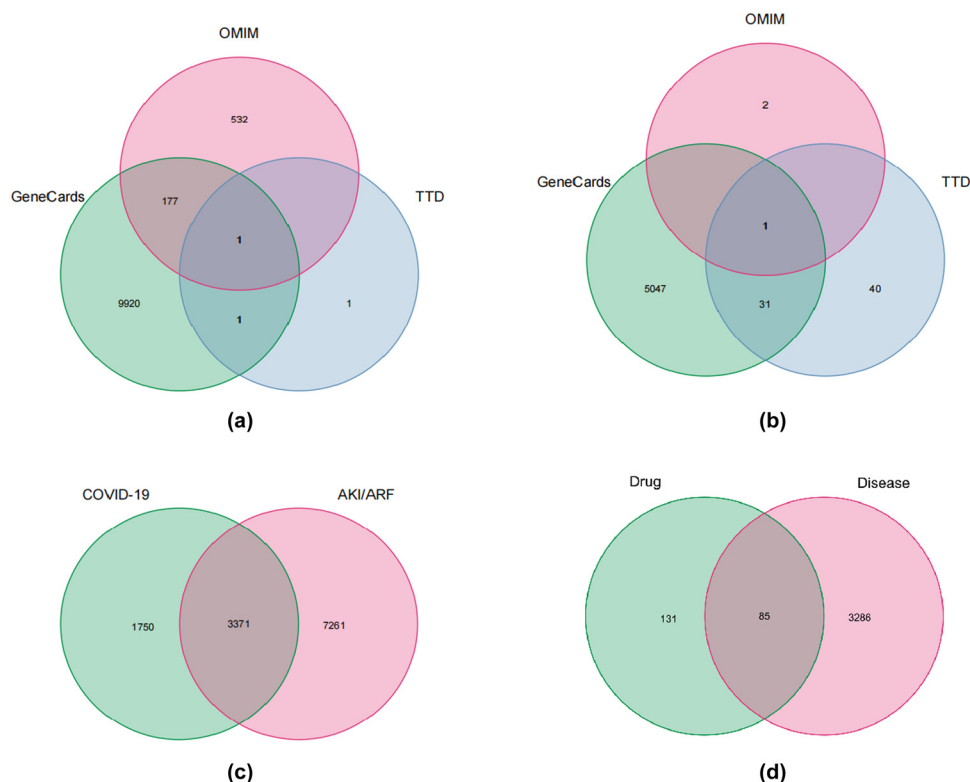 OMIM
532
GeneCards
TTD
177
1
9920
1
1
(a)
OMIM
2
GeneCards
TTD
1
5047
31
40
(b)
COVID-19
AKI/ARF
1750
3371
7261
(c)
Drug
Disease
131
85
3286
(d)